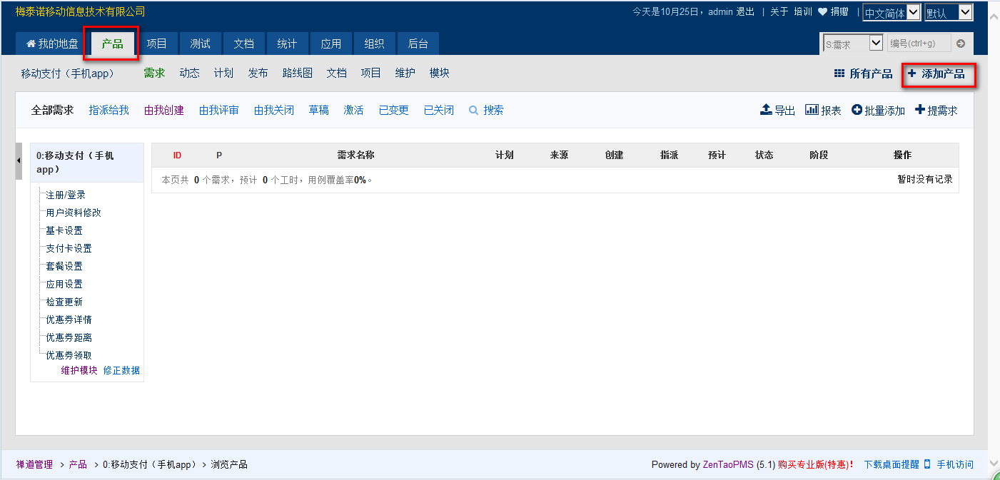 梅泰诺移动信息技术有限公司
今天是10月25日，admin 退出 | 关于 培训 捐赠 | 中文简体 默认
我的地盘 产品 项目 测试 文档 统计 应用 组织 后台
S:需求 编号(ctrl+g)
移动支付（手机app） 需求 动态 计划 发布 路线图 文档 项目 维护 模块 所有产品 添加产品
全部需求 指派给我 由我创建 由我评审 由我关闭 草稿 激活 已变更 已关闭 搜索 导出 报表 批量添加 提需求
0:移动支付（手机
app）
ID P 需求名称 计划 来源 创建 指派 预计 状态 阶段 操作
本页共 0 个需求，预计 0 个工时，用例覆盖率0%。 暂时没有记录
注册/登录
用户资料修改
基卡设置
支付卡设置
套餐设置
应用设置
检查更新
优惠券详情
优惠券距离
优惠券领取
维护模块 修正数据
禅道管理 > 产品 > 0:移动支付（手机app） > 浏览产品
Powered by ZenTaoPMS (5.1) 购买专业版(特惠)! 下载桌面提醒 手机访问